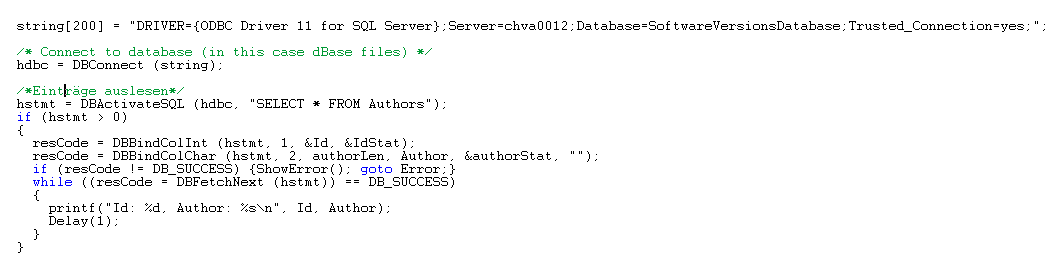 string[200] = "DRIVER={ODBC Driver 11 for SQL Server};Server=chva0012;Database=SoftwareVersionsDatabase;Trusted_Connection=yes;";
/* Connect to database (in this case dBase files) */
hdbc = DBConnect (string);
/*Einträge auslesen*/
hstmt = DBActivateSQL (hdbc, "SELECT * FROM Authors");
if (hstmt > 0)
{
resCode = DBBindColInt (hstmt, 1, &Id, &IdStat);
resCode = DBBindColChar (hstmt, 2, authorLen, Author, &authorStat, "");
if (resCode != DB_SUCCESS) {ShowError(); goto Error;}
while ((resCode = DBFetchNext (hstmt)) == DB_SUCCESS)
{
printf("Id: %d, Author: %s\n", Id, Author);
Delay(1);
}
}